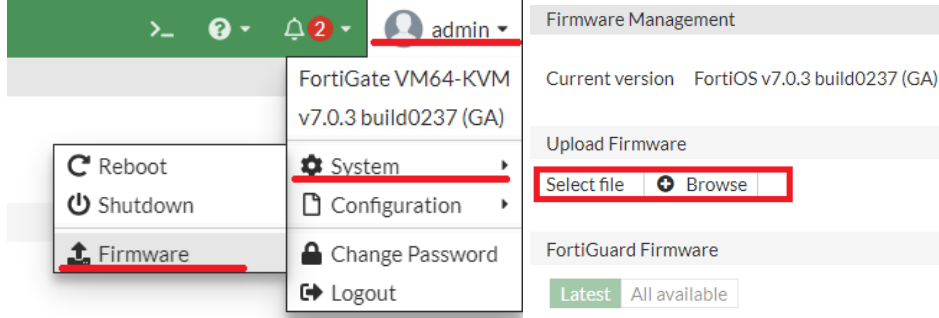 >_
?
2
admin
FortiGate VM64-KVM
v7.0.3 build0237 (GA)
Reboot
Shutdown
Firmware
System
Configuration
Change Password
Logout
Firmware Management
Current version FortiOS v7.0.3 build0237 (GA)
Upload Firmware
Select file Browse
FortiGuard Firmware
Latest All available